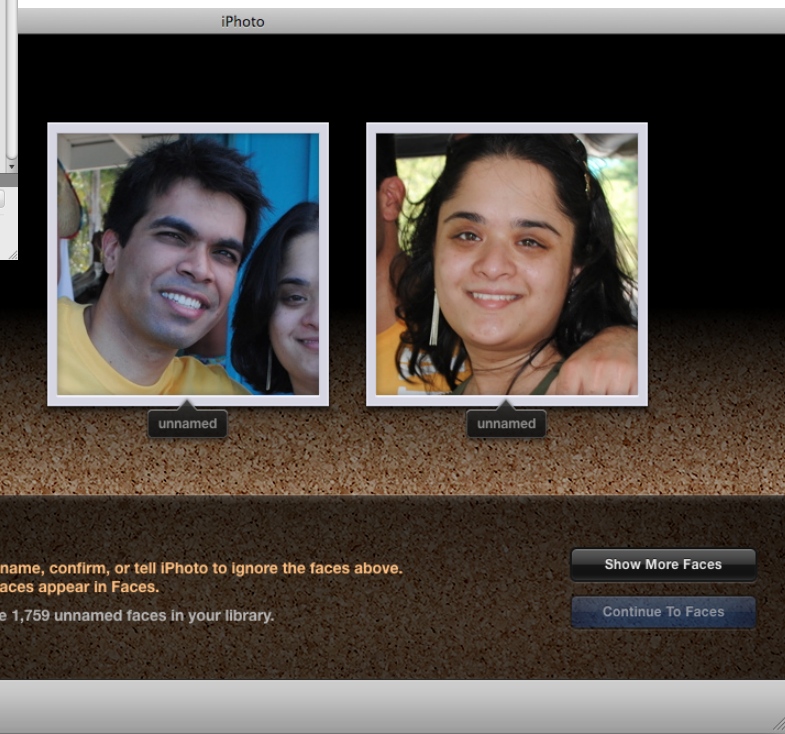 iPhoto
unnamed
unnamed
name, confirm, or tell iPhoto to ignore the faces above.
aces appear in Faces.
e 1,759 unnamed faces in your library.
Show More Faces
Continue To Faces